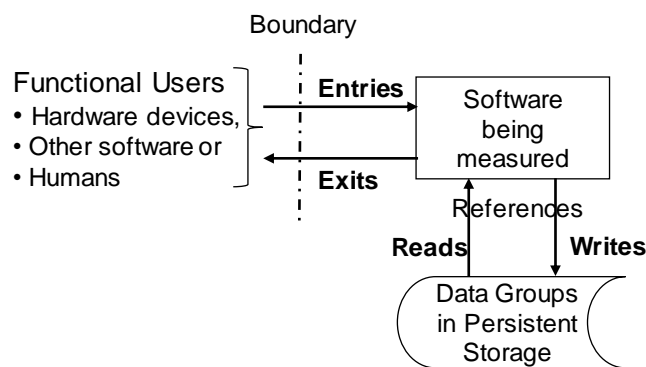 Boundary
Functional Users
• Hardware devices,
• Other software or
• Humans
Entries
Exits
Software
being
measured
References
Reads
Writes
Data Groups
in Persistent
Storage